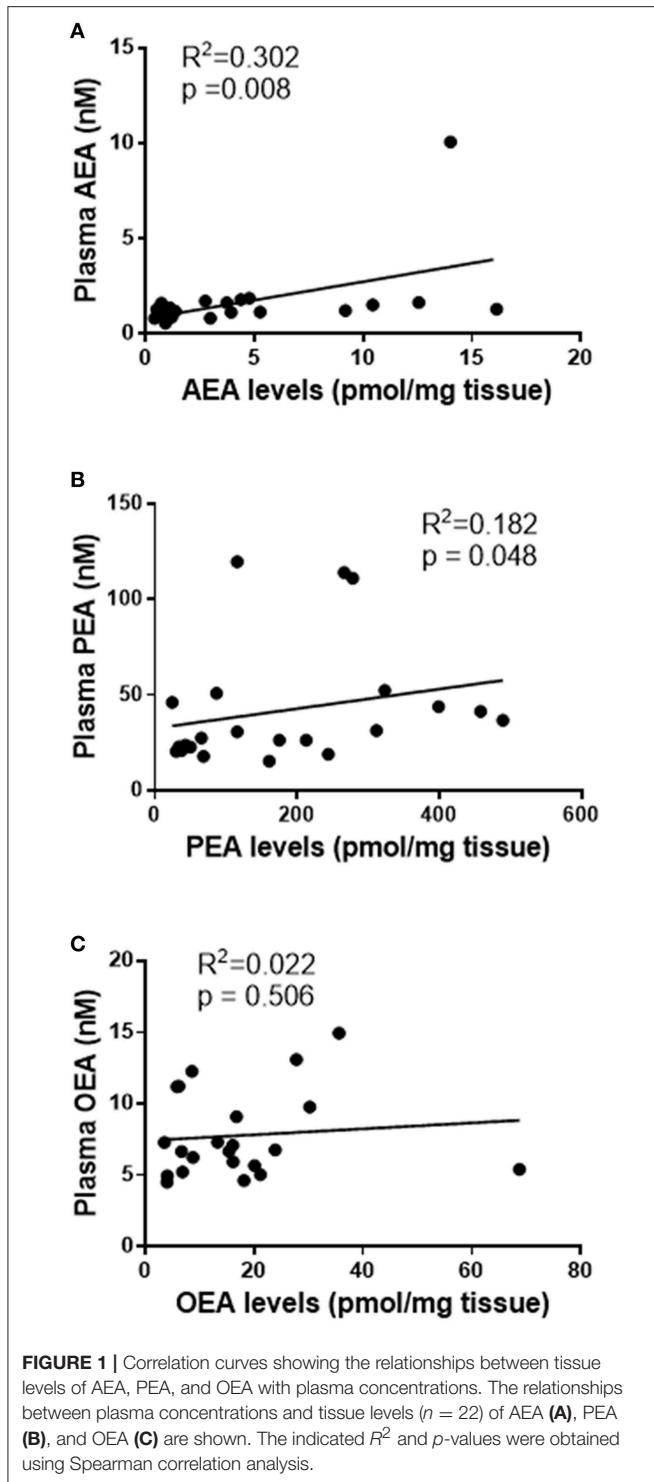 A
R²=0.302
p =0.008
Plasma AEA (nM)
15
10
5
0
0 5 10 15 20
AEA levels (pmol/mg tissue)
B
R²=0.182
p = 0.048
Plasma PEA (nM)
150
100
50
0
0 200 400 600
PEA levels (pmol/mg tissue)
C
R²=0.022
p = 0.506
Plasma OEA (nM)
20
15
10
5
0
0 20 40 60 80
OEA levels (pmol/mg tissue)
FIGURE 1 | Correlation curves showing the relationships between tissue
levels of AEA, PEA, and OEA with plasma concentrations. The relationships
between plasma concentrations and tissue levels (n = 22) of AEA (A), PEA
(B), and OEA (C) are shown. The indicated R² and p-values were obtained
using Spearman correlation analysis.